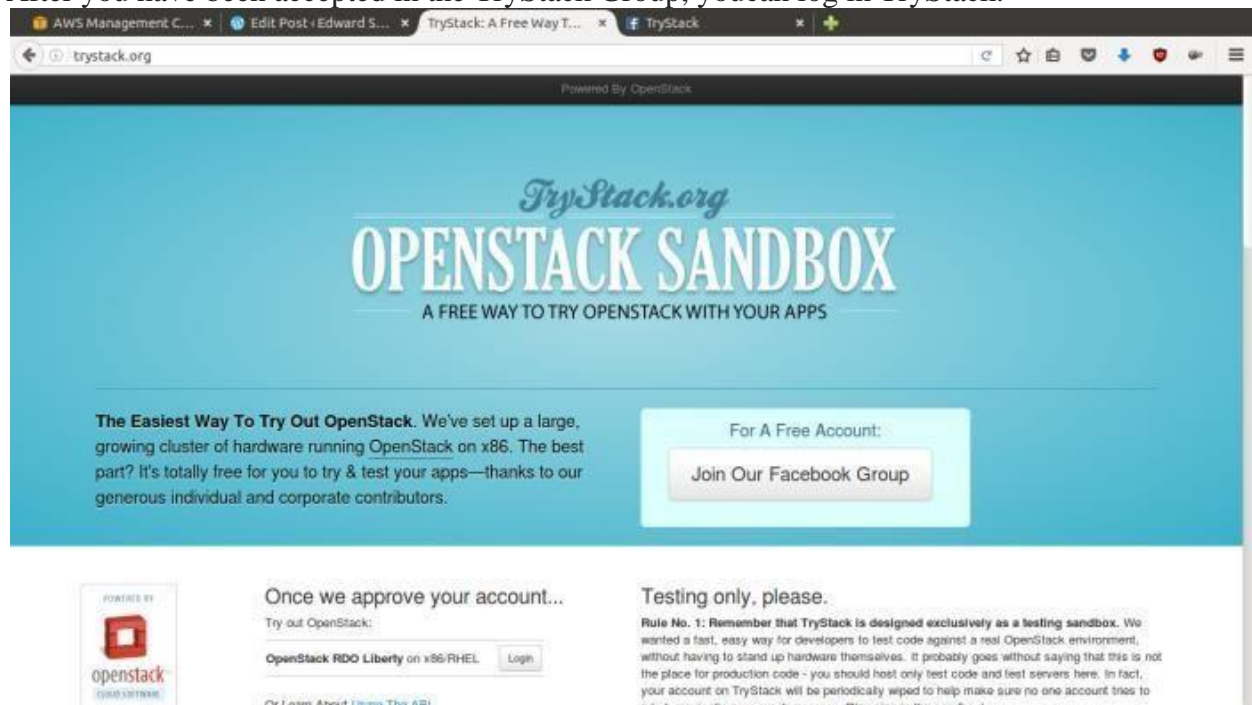 After you have been accepted in the TryStack Group, youcan log in TryStack.
AWS Management C... × Edit Post ‹ Edward S... × TryStack: A Free Way T... × TryStack ×
trystack.org
Powered By OpenStack
TryStack.org
OPENSTACK SANDBOX
A FREE WAY TO TRY OPENSTACK WITH YOUR APPS
The Easiest Way To Try Out OpenStack. We've set up a large,
growing cluster of hardware running OpenStack on x86. The best
part? It's totally free for you to try & test your apps—thanks to our
generous individual and corporate contributors.
For A Free Account:
Join Our Facebook Group
POWERED BY
openstack
CLOUD SOFTWARE
Once we approve your account...
Try out OpenStack:
OpenStack RDO Liberty on x86/RHEL Login
Or Learn About Using The API
Testing only, please.
Rule No. 1: Remember that TryStack is designed exclusively as a testing sandbox. We
wanted a fast, easy way for developers to test code against a real OpenStack environment,
without having to stand up hardware themselves. It probably goes without saying that this is not
the place for production code - you should host only test code and test servers here. In fact,
your account on TryStack will be periodically wiped to help make sure no one account tries to